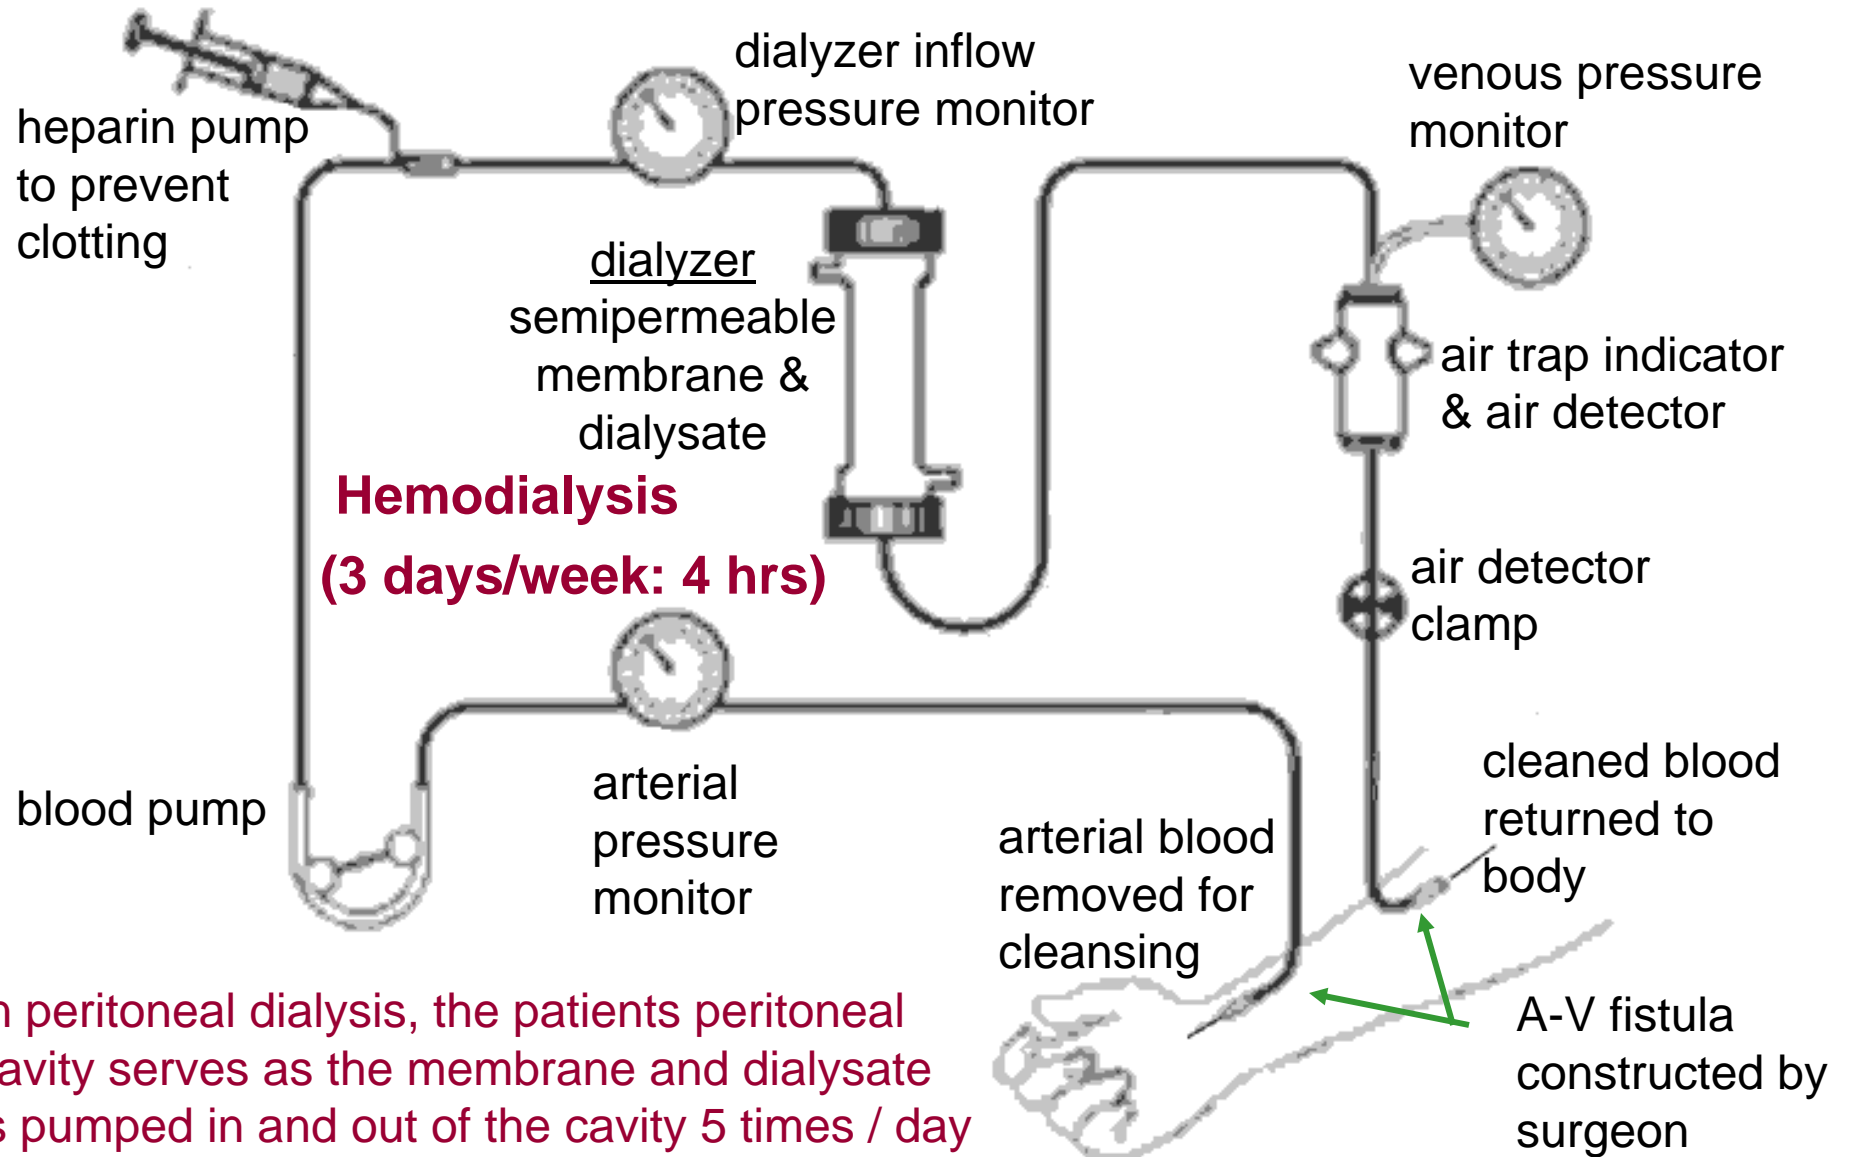 dialyzer inflow
pressure monitor
venous pressure
monitor
heparin pump
to prevent
clotting
dialyzer
semipermeable
membrane &
dialysate
air trap indicator
& air detector
Hemodialysis
(3 days/week: 4 hrs)
air detector
clamp
blood pump
arterial
pressure
monitor
arterial blood
removed for
cleansing
cleaned blood
returned to
body
n peritoneal dialysis, the patients peritoneal
avity serves as the membrane and dialysate
s pumped in and out of the cavity 5 times / day
A-V fistula
constructed by
surgeon